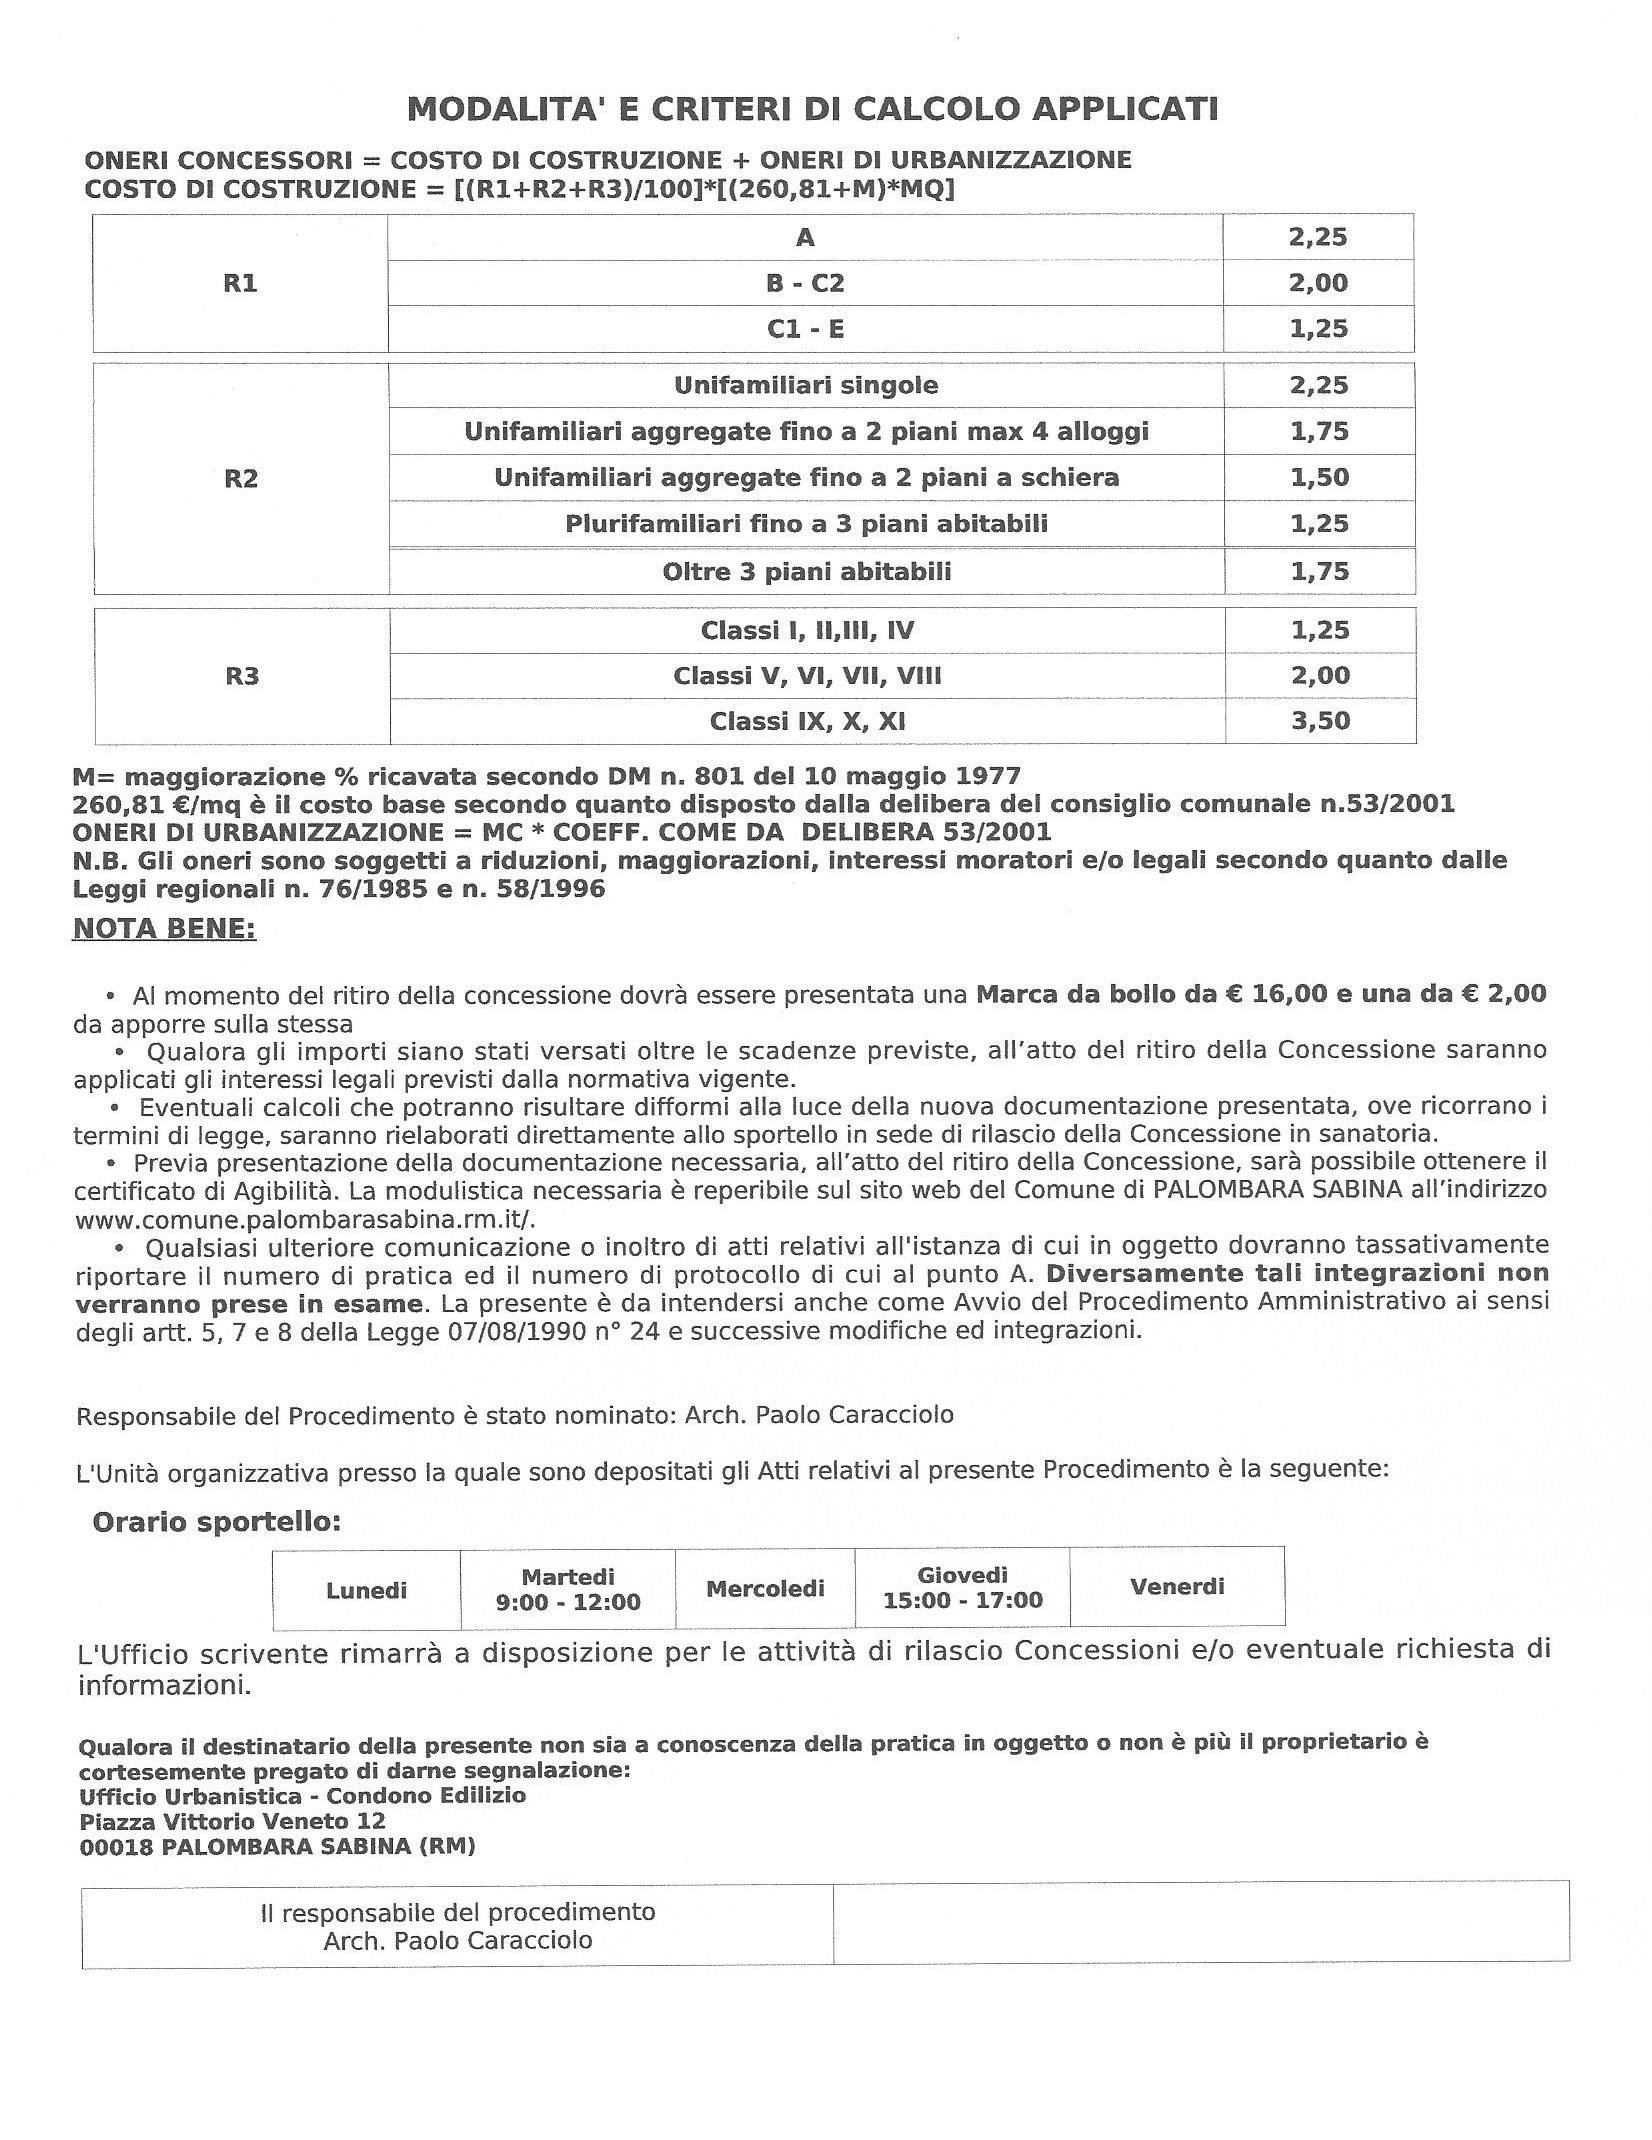 MODALITA' E CRITERI DI CALCOLO APPLICATI
ONERI CONCESSORI = COSTO DI COSTRUZIONE + ONERI DI URBANIZZAZIONE
COSTO DI COSTRUZIONE = [(R1+R2+R3)/100]*[(260,81+M)*MQ]
A 2,25
R1 B - C2 2,00
C1 - E 1,25
Unifamiliari singole 2,25
Unifamiliari aggregate fino a 2 piani max 4 alloggi 1,75
R2 Unifamiliari aggregate fino a 2 piani a schiera 1,50
Plurifamiliari fino a 3 piani abitabili 1,25
Oltre 3 piani abitabili 1,75
Classi I, II,III, IV 1,25
R3 Classi V, VI, VII, VIII 2,00
Classi IX, X, XI 3,50
M= maggiorazione % ricavata secondo DM n. 801 del 10 maggio 1977
260,81 €/mq è il costo base secondo quanto disposto dalla delibera del consiglio comunale n.53/2001
ONERI DI URBANIZZAZIONE = MC * COEFF. COME DA DELIBERA 53/2001
N.B. Gli oneri sono soggetti a riduzioni, maggiorazioni, interessi moratori e/o legali secondo quanto dalle
Leggi regionali n. 76/1985 e n. 58/1996
NOTA BENE:
• Al momento del ritiro della concessione dovrà essere presentata una Marca da bollo da € 16,00 e una da € 2,00
da apporre sulla stessa
• Qualora gli importi siano stati versati oltre le scadenze previste, all'atto del ritiro della Concessione saranno
applicati gli interessi legali previsti dalla normativa vigente.
• Eventuali calcoli che potranno risultare difformi alla luce della nuova documentazione presentata, ove ricorrano i
termini di legge, saranno rielaborati direttamente allo sportello in sede di rilascio della Concessione in sanatoria.
• Previa presentazione della documentazione necessaria, all'atto del ritiro della Concessione, sarà possibile ottenere il
certificato di Agibilità. La modulistica necessaria è reperibile sul sito web del Comune di PALOMBARA SABINA all'indirizzo
www.comune.palombarasabina.rm.it/.
• Qualsiasi ulteriore comunicazione o inoltro di atti relativi all'istanza di cui in oggetto dovranno tassativamente
riportare il numero di pratica ed il numero di protocollo di cui al punto A. Diversamente tali integrazioni non
verranno prese in esame. La presente è da intendersi anche come Avvio del Procedimento Amministrativo ai sensi
degli artt. 5, 7 e 8 della Legge 07/08/1990 n° 24 e successive modifiche ed integrazioni.
Responsabile del Procedimento è stato nominato: Arch. Paolo Caracciolo
L'Unità organizzativa presso la quale sono depositati gli Atti relativi al presente Procedimento è la seguente:
Orario sportello:
Lunedi Martedi Mercoledi Giovedi Venerdi
9:00 - 12:00 15:00 - 17:00
L'Ufficio scrivente rimarrà a disposizione per le attività di rilascio Concessioni e/o eventuale richiesta di
informazioni.
Qualora il destinatario della presente non sia a conoscenza della pratica in oggetto o non è più il proprietario è
cortesemente pregato di darne segnalazione:
Ufficio Urbanistica - Condono Edilizio
Piazza Vittorio Veneto 12
00018 PALOMBARA SABINA (RM)
Il responsabile del procedimento
Arch. Paolo Caracciolo